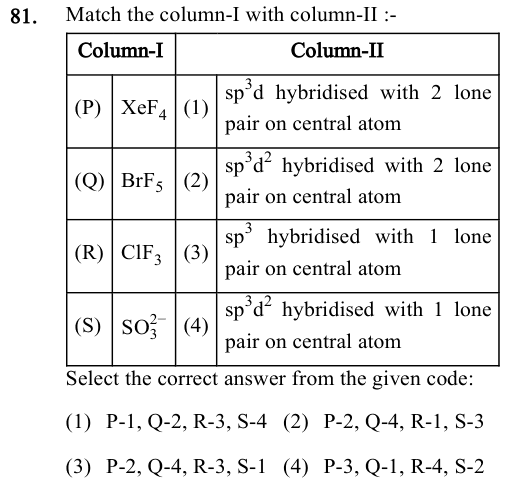 81. Match the column-I with column-II :-
Column-I Column-II
(P) XeF₄ (1) sp³d hybridised with 2 lone
pair on central atom
(Q) BrF₅ (2) sp³d² hybridised with 2 lone
pair on central atom
(R) ClF₃ (3) sp³ hybridised with 1 lone
pair on central atom
(S) SO₃²⁻ (4) sp³d² hybridised with 1 lone
pair on central atom
Select the correct answer from the given code:
(1) P-1, Q-2, R-3, S-4 (2) P-2, Q-4, R-1, S-3
(3) P-2, Q-4, R-3, S-1 (4) P-3, Q-1, R-4, S-2